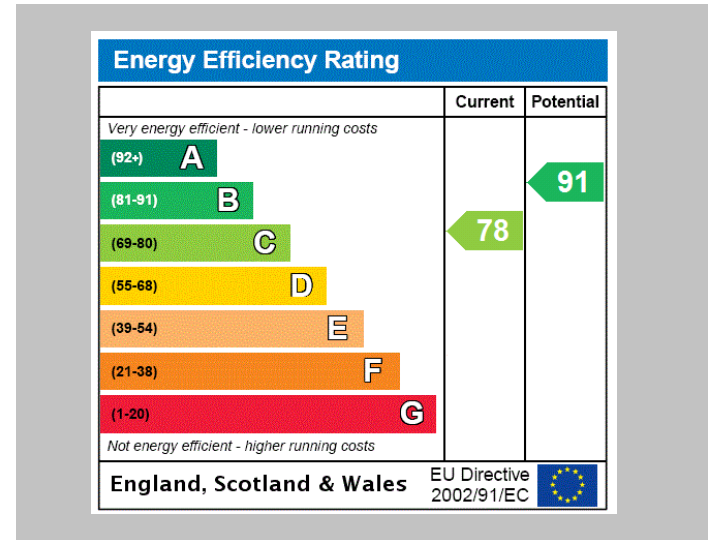 Energy Efficiency Rating
Current Potential
Very energy efficient - lower running costs
(92+) A
(81-91) B
91
(69-80) C
78
(55-68) D
(39-54) E
(21-38) F
(1-20) G
Not energy efficient - higher running costs
England, Scotland & Wales
EU Directive
2002/91/EC